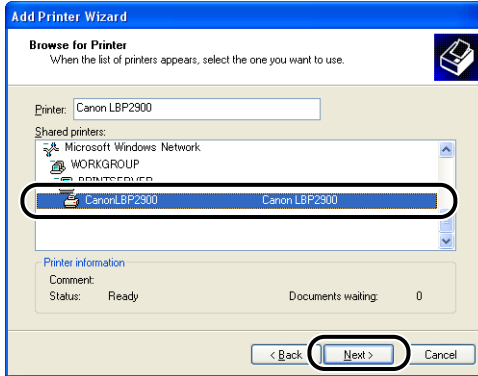 Add Printer Wizard
Browse for Printer
When the list of printers appears, select the one you want to use.
Printer: Canon LBP2900
Shared printers:
Microsoft Windows Network
WORKGROUP
PRINTSERVER
CanonLBP2900 Canon LBP2900
Printer information
Comment:
Status: Ready Documents waiting: 0
< Back Next > Cancel